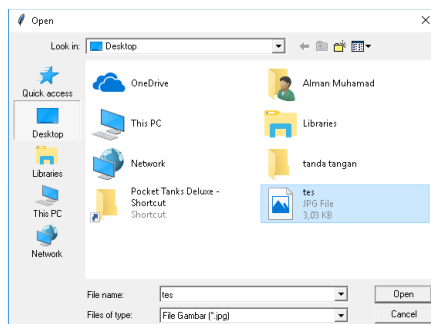 Open
Look in:
Desktop
Quick access
Desktop
Libraries
This PC
Network
OneDrive
Alman Muhamad
This PC
Libraries
Network
tanda tangan
Pocket Tanks Deluxe -
Shortcut
Shortcut
tes
JPG File
3,03 KB
File name:
tes
Open
Files of type:
File Gambar (*.jpg)
Cancel